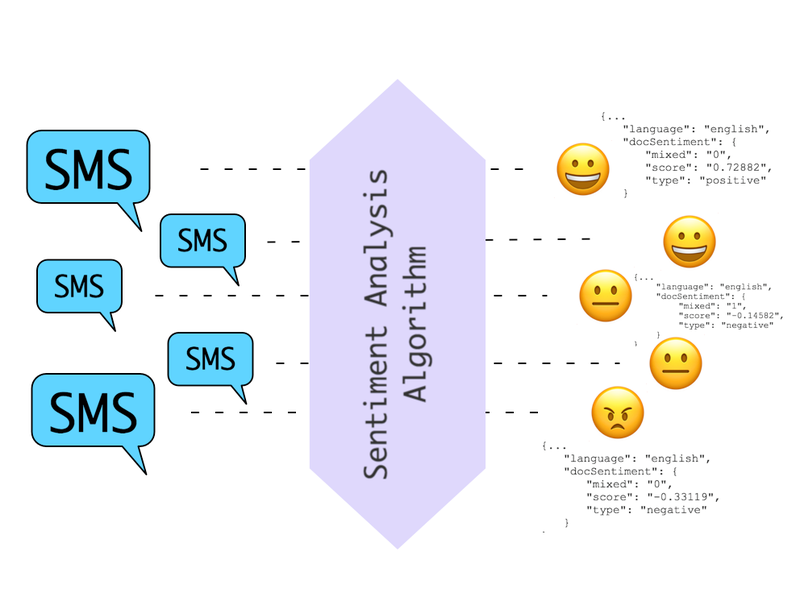 SMS
SMS
SMS
SMS
SMS
Sentiment Analysis
Algorithm
{...
"language": "english",
"docSentiment": {
"mixed": "0",
"score": "0.72882",
"type": "positive"
}
{...
"language": "english",
"docSentiment": {
"mixed": "1",
"score": "-0.14582",
"type": "negative"
}
}
{...
"language": "english",
"docSentiment": {
"mixed": "0",
"score": "-0.33119",
"type": "negative"
}